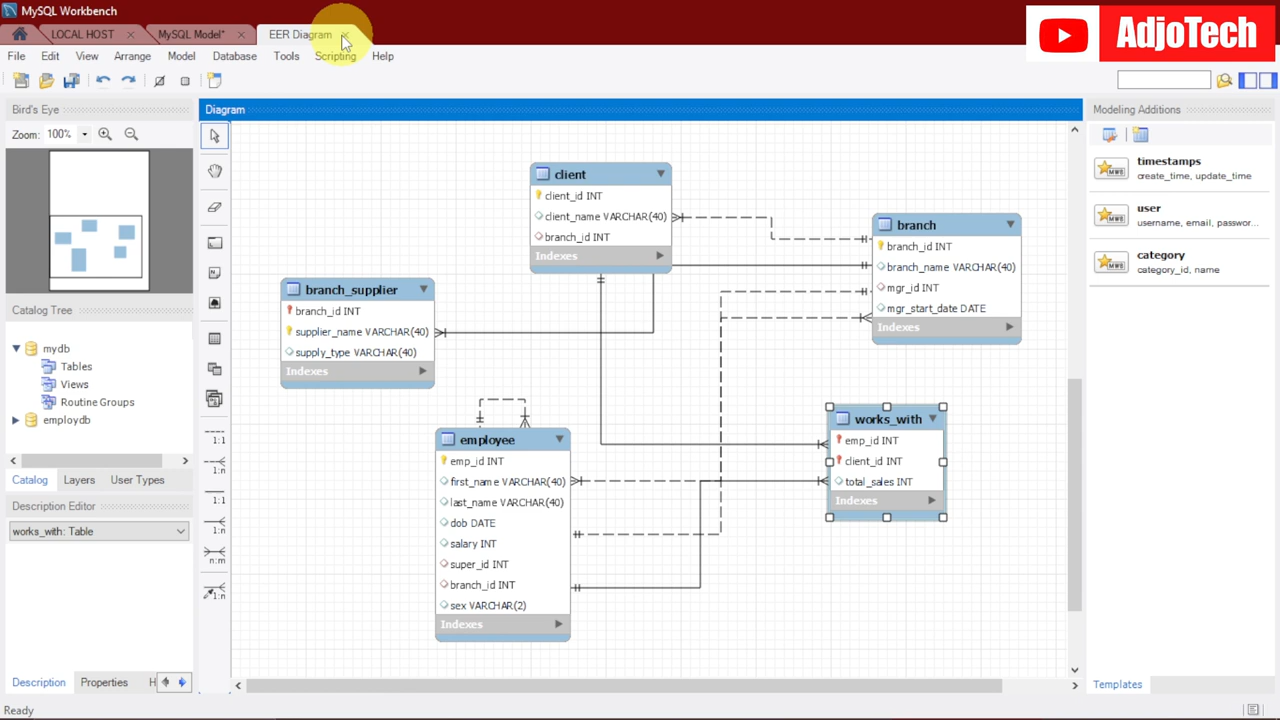 MySQL Workbench
LOCAL HOST
MySQL Model*
EER Diagram
AdjoTech
File Edit View Arrange Model Database Tools Scripting Help
Bird's Eye
Zoom: 100%
Diagram
Modeling Additions
timestamps
create_time, update_time
user
username, email, passwor...
category
category_id, name
client
client_id INT
client_name VARCHAR(40)
branch_id INT
Indexes
branch
branch_id INT
branch_name VARCHAR(40)
mgr_id INT
mgr_start_date DATE
Indexes
branch_supplier
branch_id INT
supplier_name VARCHAR(40)
supply_type VARCHAR(40)
Indexes
employee
emp_id INT
first_name VARCHAR(40)
last_name VARCHAR(40)
dob DATE
salary INT
super_id INT
branch_id INT
sex VARCHAR(2)
Indexes
works_with
emp_id INT
client_id INT
total_sales INT
Indexes
Catalog Tree
mydb
Tables
Views
Routine Groups
employdb
Catalog Layers User Types
Description Editor
works_with: Table
Description Properties H
1:1
1:n
1:1
1:n
n:m
1:n
Templates
Ready